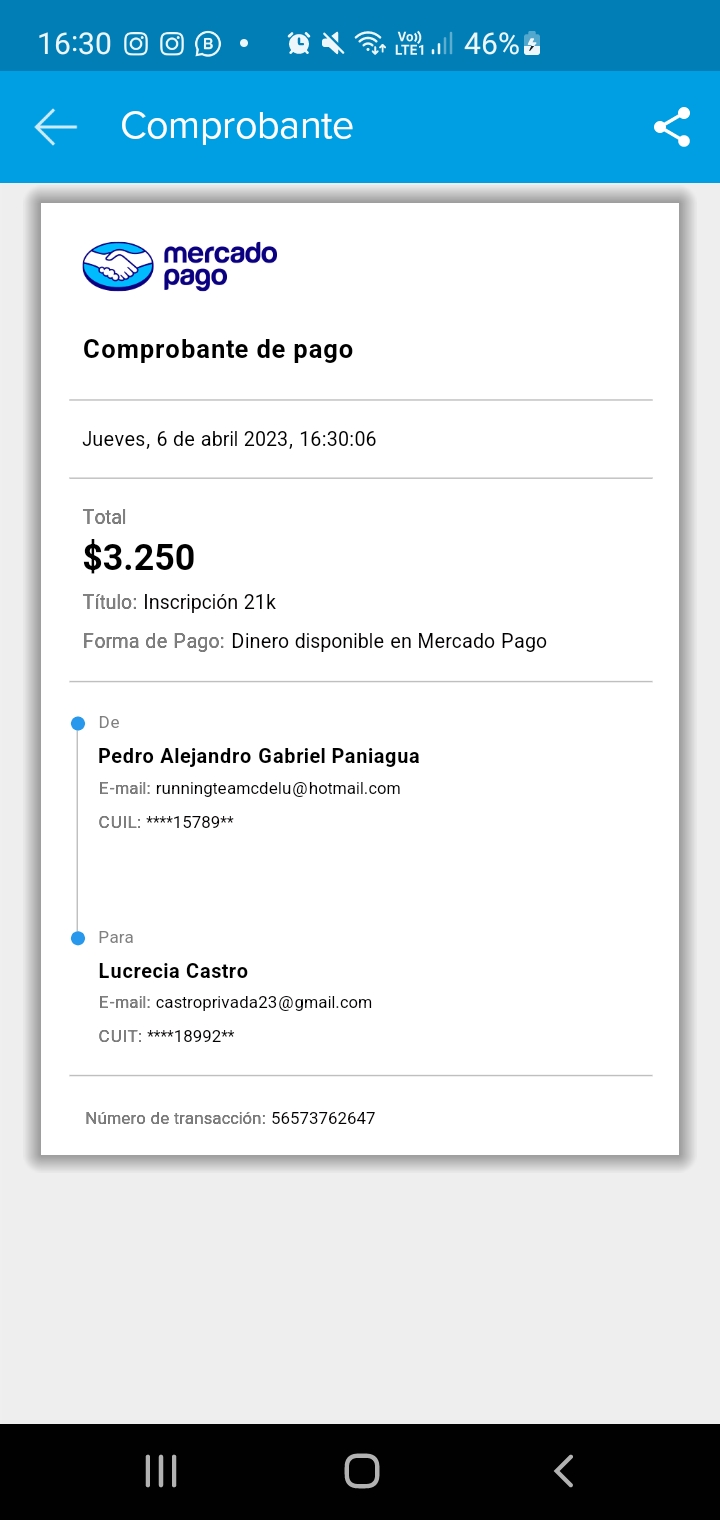 16:30
Vo))
LTE1
46%
Comprobante
mercado
pago
Comprobante de pago
Jueves, 6 de abril 2023, 16:30:06
Total
$3.250
Título: Inscripción 21k
Forma de Pago: Dinero disponible en Mercado Pago
De
Pedro Alejandro Gabriel Paniagua
E-mail: runningteamcdelu@hotmail.com
CUIL: ****15789**
Para
Lucrecia Castro
E-mail: castroprivada23@gmail.com
CUIT: ****18992**
Número de transacción: 56573762647